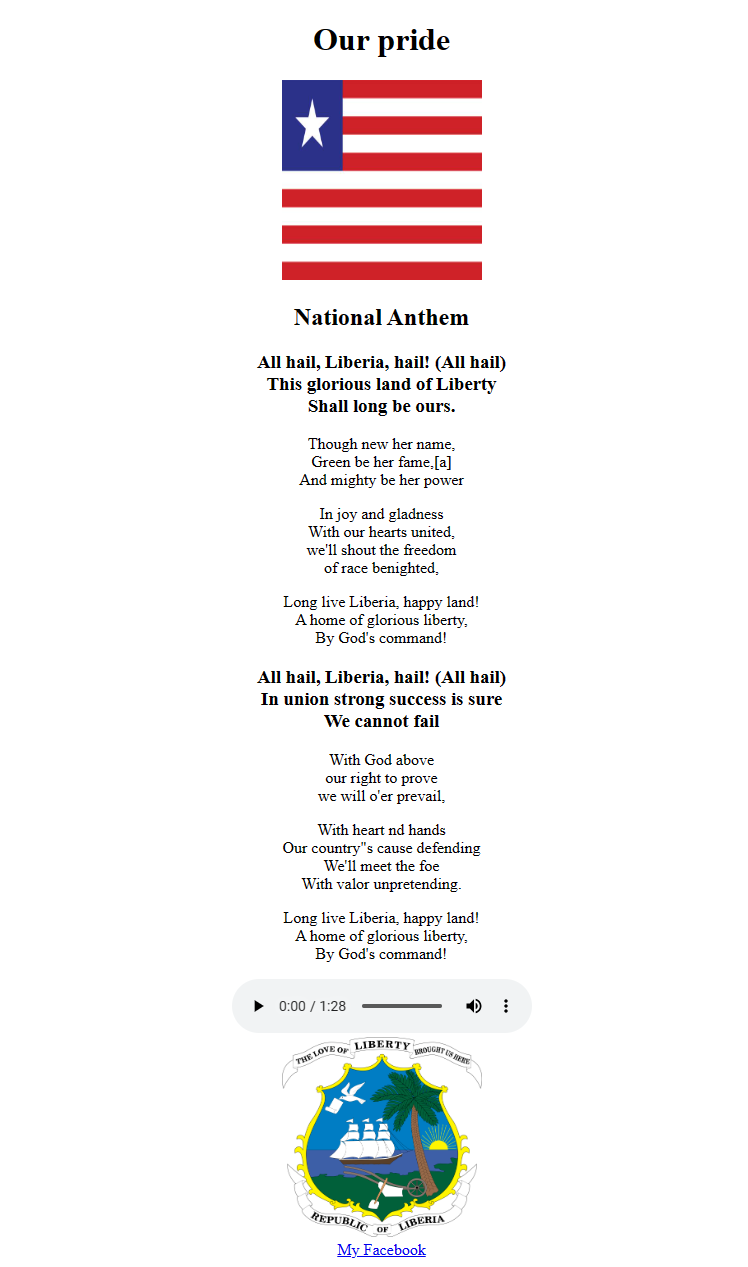 Our pride
National Anthem
All hail, Liberia, hail! (All hail)
This glorious land of Liberty
Shall long be ours.
Though new her name,
Green be her fame,[a]
And mighty be her power
In joy and gladness
With our hearts united,
we'll shout the freedom
of race benighted,
Long live Liberia, happy land!
A home of glorious liberty,
By God's command!
All hail, Liberia, hail! (All hail)
In union strong success is sure
We cannot fail
With God above
our right to prove
we will o'er prevail,
With heart nd hands
Our country"s cause defending
We'll meet the foe
With valor unpretending.
Long live Liberia, happy land!
A home of glorious liberty,
By God's command!
0:00 / 1:28
THE LOVE OF LIBERTY BROUGHT US HERE
REPUBLIC OF LIBERIA
My Facebook